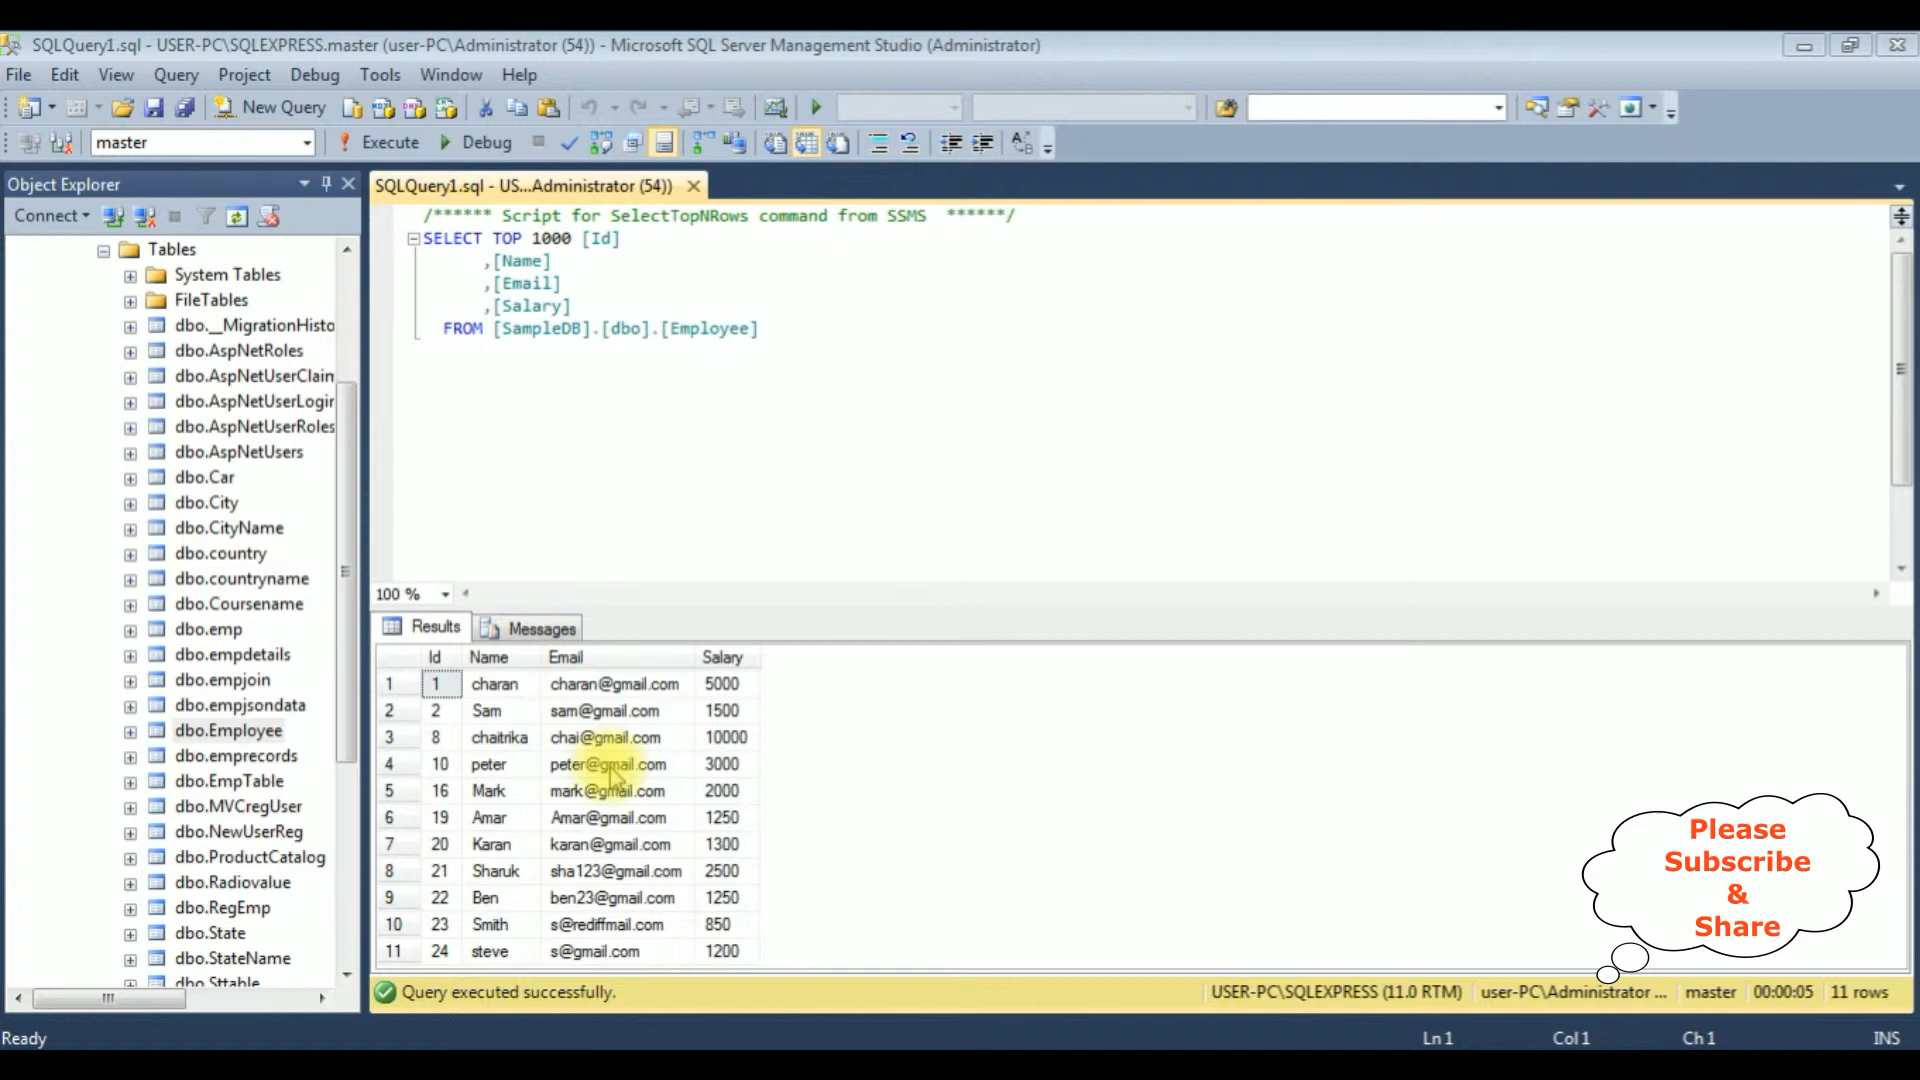 SQLQuery1.sql - USER-PC\SQLEXPRESS.master (user-PC\Administrator (54)) - Microsoft SQL Server Management Studio (Administrator)
File Edit View Query Project Debug Tools Window Help
New Query
master Execute Debug
Object Explorer
Connect
Tables
System Tables
FileTables
dbo.__MigrationHisto
dbo.AspNetRoles
dbo.AspNetUserClaim
dbo.AspNetUserLogin
dbo.AspNetUserRoles
dbo.AspNetUsers
dbo.Car
dbo.City
dbo.CityName
dbo.country
dbo.countryname
dbo.Coursename
dbo.emp
dbo.empdetails
dbo.empjoin
dbo.empjsondata
dbo.Employee
dbo.emprecords
dbo.EmpTable
dbo.MVCregUser
dbo.NewUserReg
dbo.ProductCatalog
dbo.Radiovalue
dbo.RegEmp
dbo.State
dbo.StateName
dbo.Sttable
SQLQuery1.sql - US...Administrator (54))
/****** Script for SelectTopNRows command from SSMS ******/
SELECT TOP 1000 [Id]
,[Name]
,[Email]
,[Salary]
FROM [SampleDB].[dbo].[Employee]
100 %
Results Messages
Id Name Email Salary
1 1 charan charan@gmail.com 5000
2 2 Sam sam@gmail.com 1500
3 8 chaitrika chai@gmail.com 10000
4 10 peter peter@gmail.com 3000
5 16 Mark mark@gmail.com 2000
6 19 Amar Amar@gmail.com 1250
7 20 Karan karan@gmail.com 1300
8 21 Sharuk sha123@gmail.com 2500
9 22 Ben ben23@gmail.com 1250
10 23 Smith s@rediffmail.com 850
11 24 steve s@gmail.com 1200
Please
Subscribe
&
Share
Query executed successfully. USER-PC\SQLEXPRESS (11.0 RTM) user-PC\Administrator ... master 00:00:05 11 rows
Ready Ln 1 Col 1 Ch 1 INS